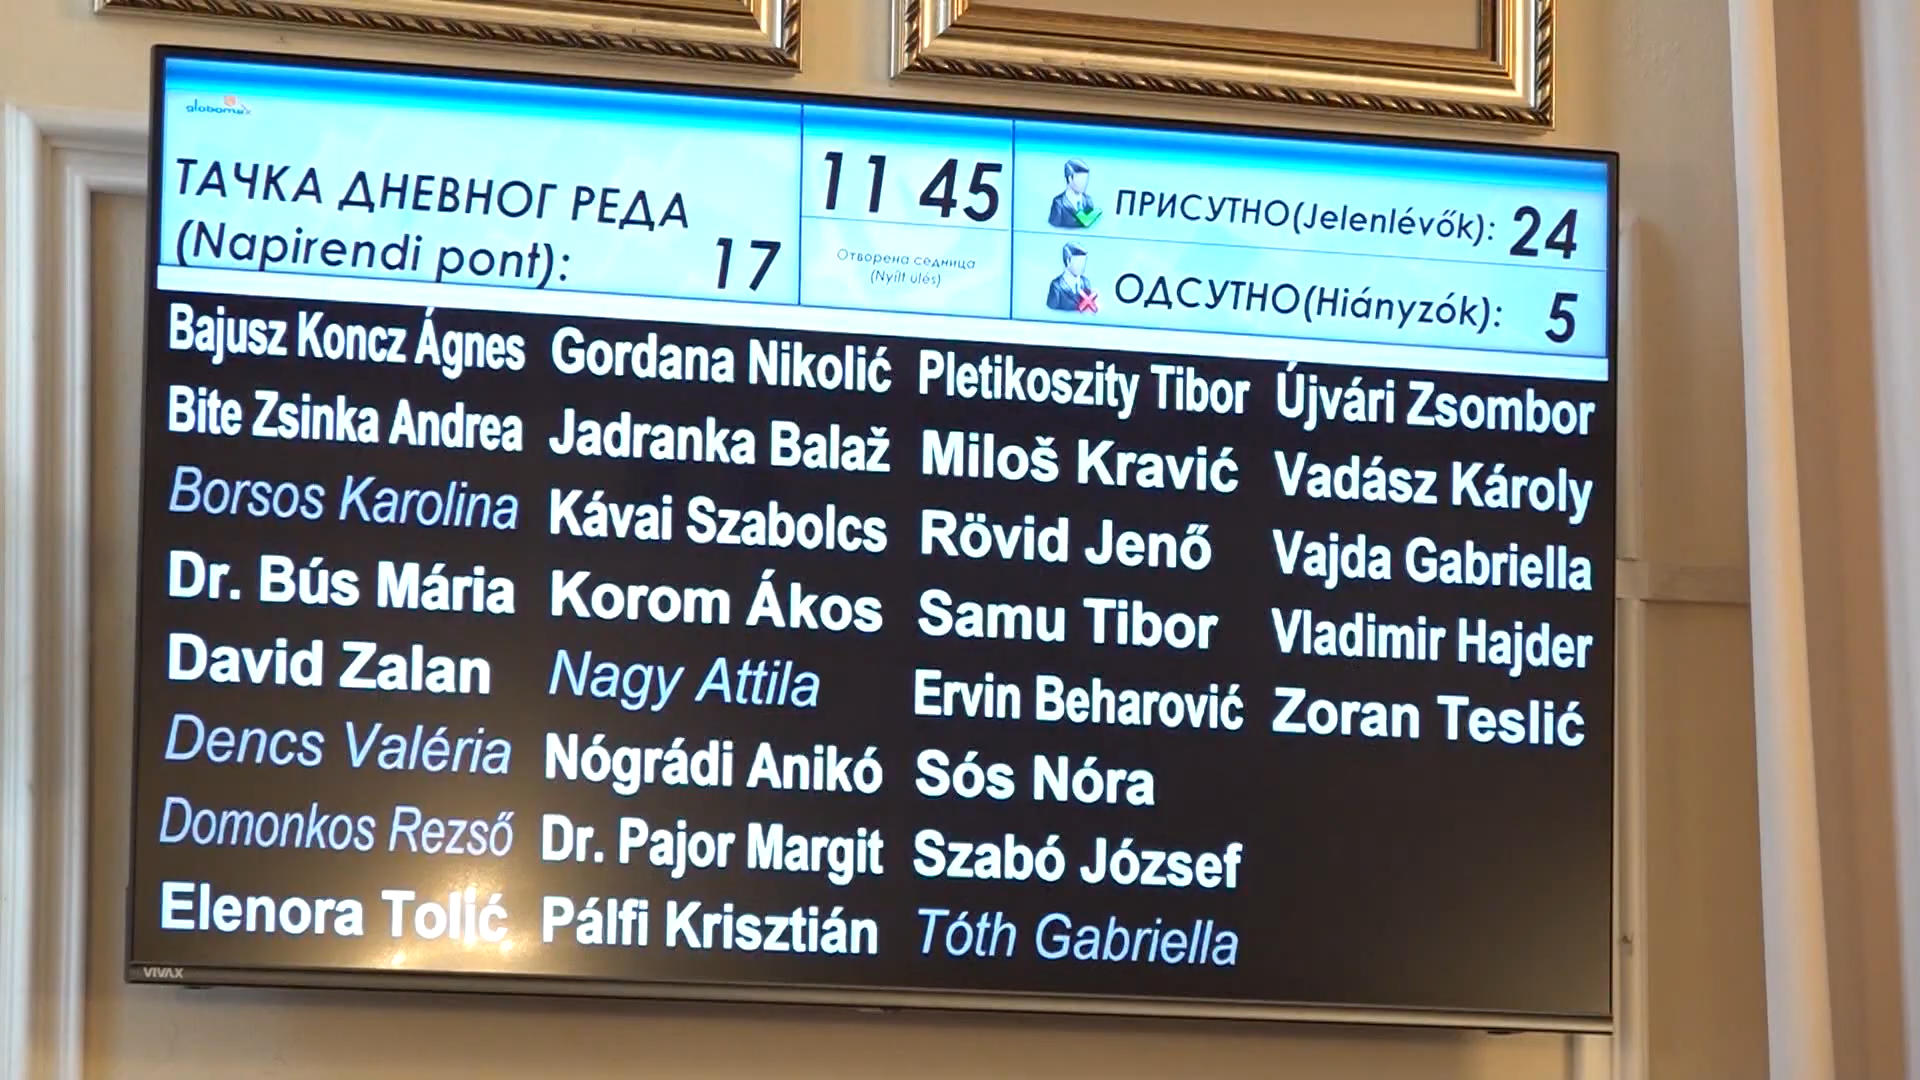 globomax
ТАЧКА ДНЕВНОГ РЕДА
(Napirendi pont): 17
11 45
Отворена седница
(Nyílt ülés)
ПРИСУТНО(Jelenlévők): 24
ОДСУТНО(Hiányzók): 5
Bajusz Koncz Ágnes
Bite Zsinka Andrea
Borsos Karolina
Dr. Bús Mária
David Zalan
Dencs Valéria
Domonkos Rezső
Elenora Tolić
Gordana Nikolić
Jadranka Balaž
Kávai Szabolcs
Korom Ákos
Nagy Attila
Nógrádi Anikó
Dr. Pajor Margit
Pálfi Krisztián
Pletikoszity Tibor
Miloš Kravić
Rövid Jenő
Samu Tibor
Ervin Beharović
Sós Nóra
Szabó József
Tóth Gabriella
Újvári Zsombor
Vadász Károly
Vajda Gabriella
Vladimir Hajder
Zoran Teslić
VIVAX